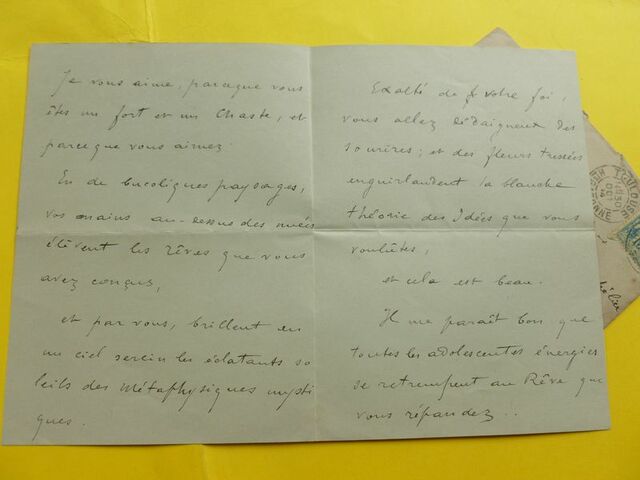 Je vous aime, parceque vous
êtes un fort et un Chaste, et
parceque vous aimez.
En de bucoliques paysages,
vos mains au-dessus des nuées
élèvent les Rêves que vous
avez conçus,
et par vous, brillent en
un ciel serein les éclatants so
leils des Métaphysiques mysti
ques.
Exalté de votre foi,
vous allez dédaigneux des
sourires; et des fleurs tressées
enguirlandent la blanche
théorie des Idées que vous
voulûtes,
et cela est beau.
Il me paraît bon que
toutes les adolescentes énergies
se retrempent au Rêve que
vous répandez..
TOULOUSE